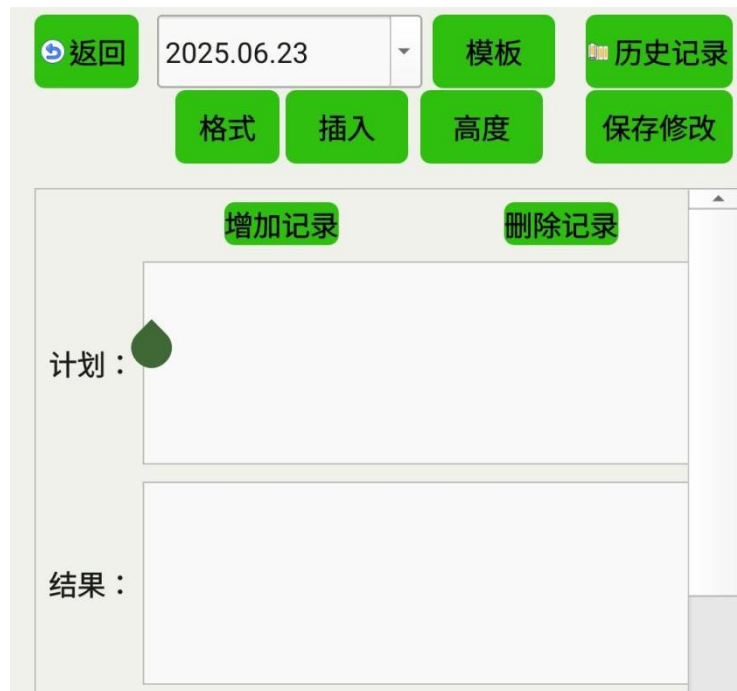 返回 2025.06.23 模板 历史记录
格式 插入 高度 保存修改
增加记录 删除记录
计划：
结果：